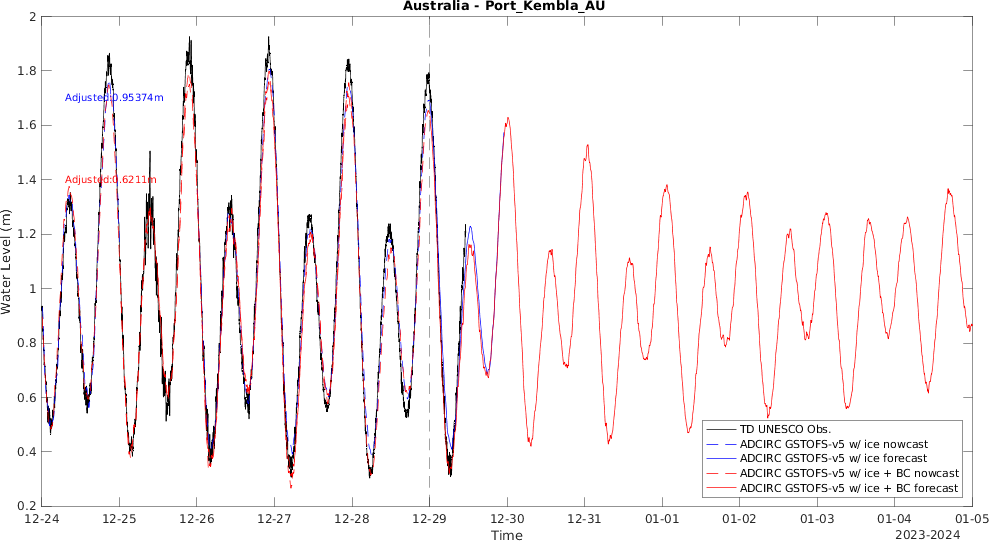 Australia - Port_Kembla_AU
2
1.8
1.6
1.4
1.2
1
0.8
0.6
0.4
0.2
Water Level (m)
Adjusted:0.95374m
Adjusted:0.6211m
TD UNESCO Obs.
ADCIRC GSTOFS-v5 w/ ice nowcast
ADCIRC GSTOFS-v5 w/ ice forecast
ADCIRC GSTOFS-v5 w/ ice + BC nowcast
ADCIRC GSTOFS-v5 w/ ice + BC forecast
12-24 12-25 12-26 12-27 12-28 12-29 12-30 12-31 01-01 01-02 01-03 01-04 01-05
Time
2023-2024